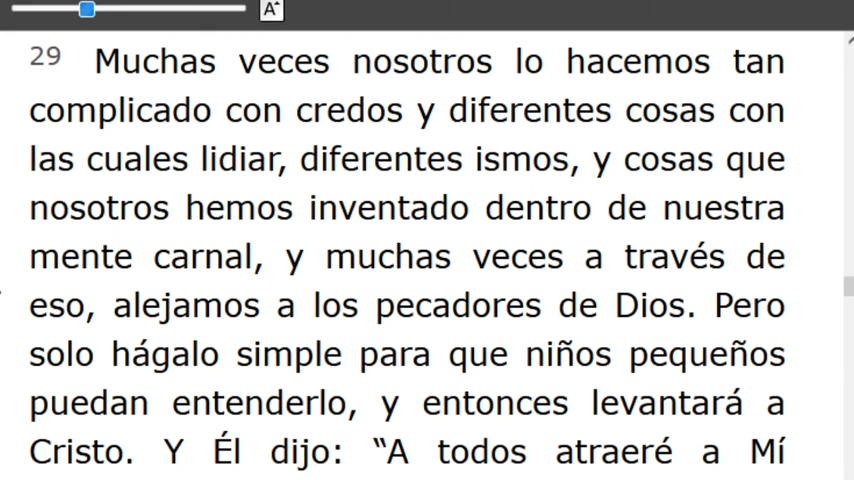 A
29 Muchas veces nosotros lo hacemos tan
complicado con credos y diferentes cosas con
las cuales lidiar, diferentes ismos, y cosas que
nosotros hemos inventado dentro de nuestra
mente carnal, y muchas veces a través de
eso, alejamos a los pecadores de Dios. Pero
solo hágalo simple para que niños pequeños
puedan entenderlo, y entonces levantará a
Cristo. Y Él dijo: “A todos atraeré a Mí